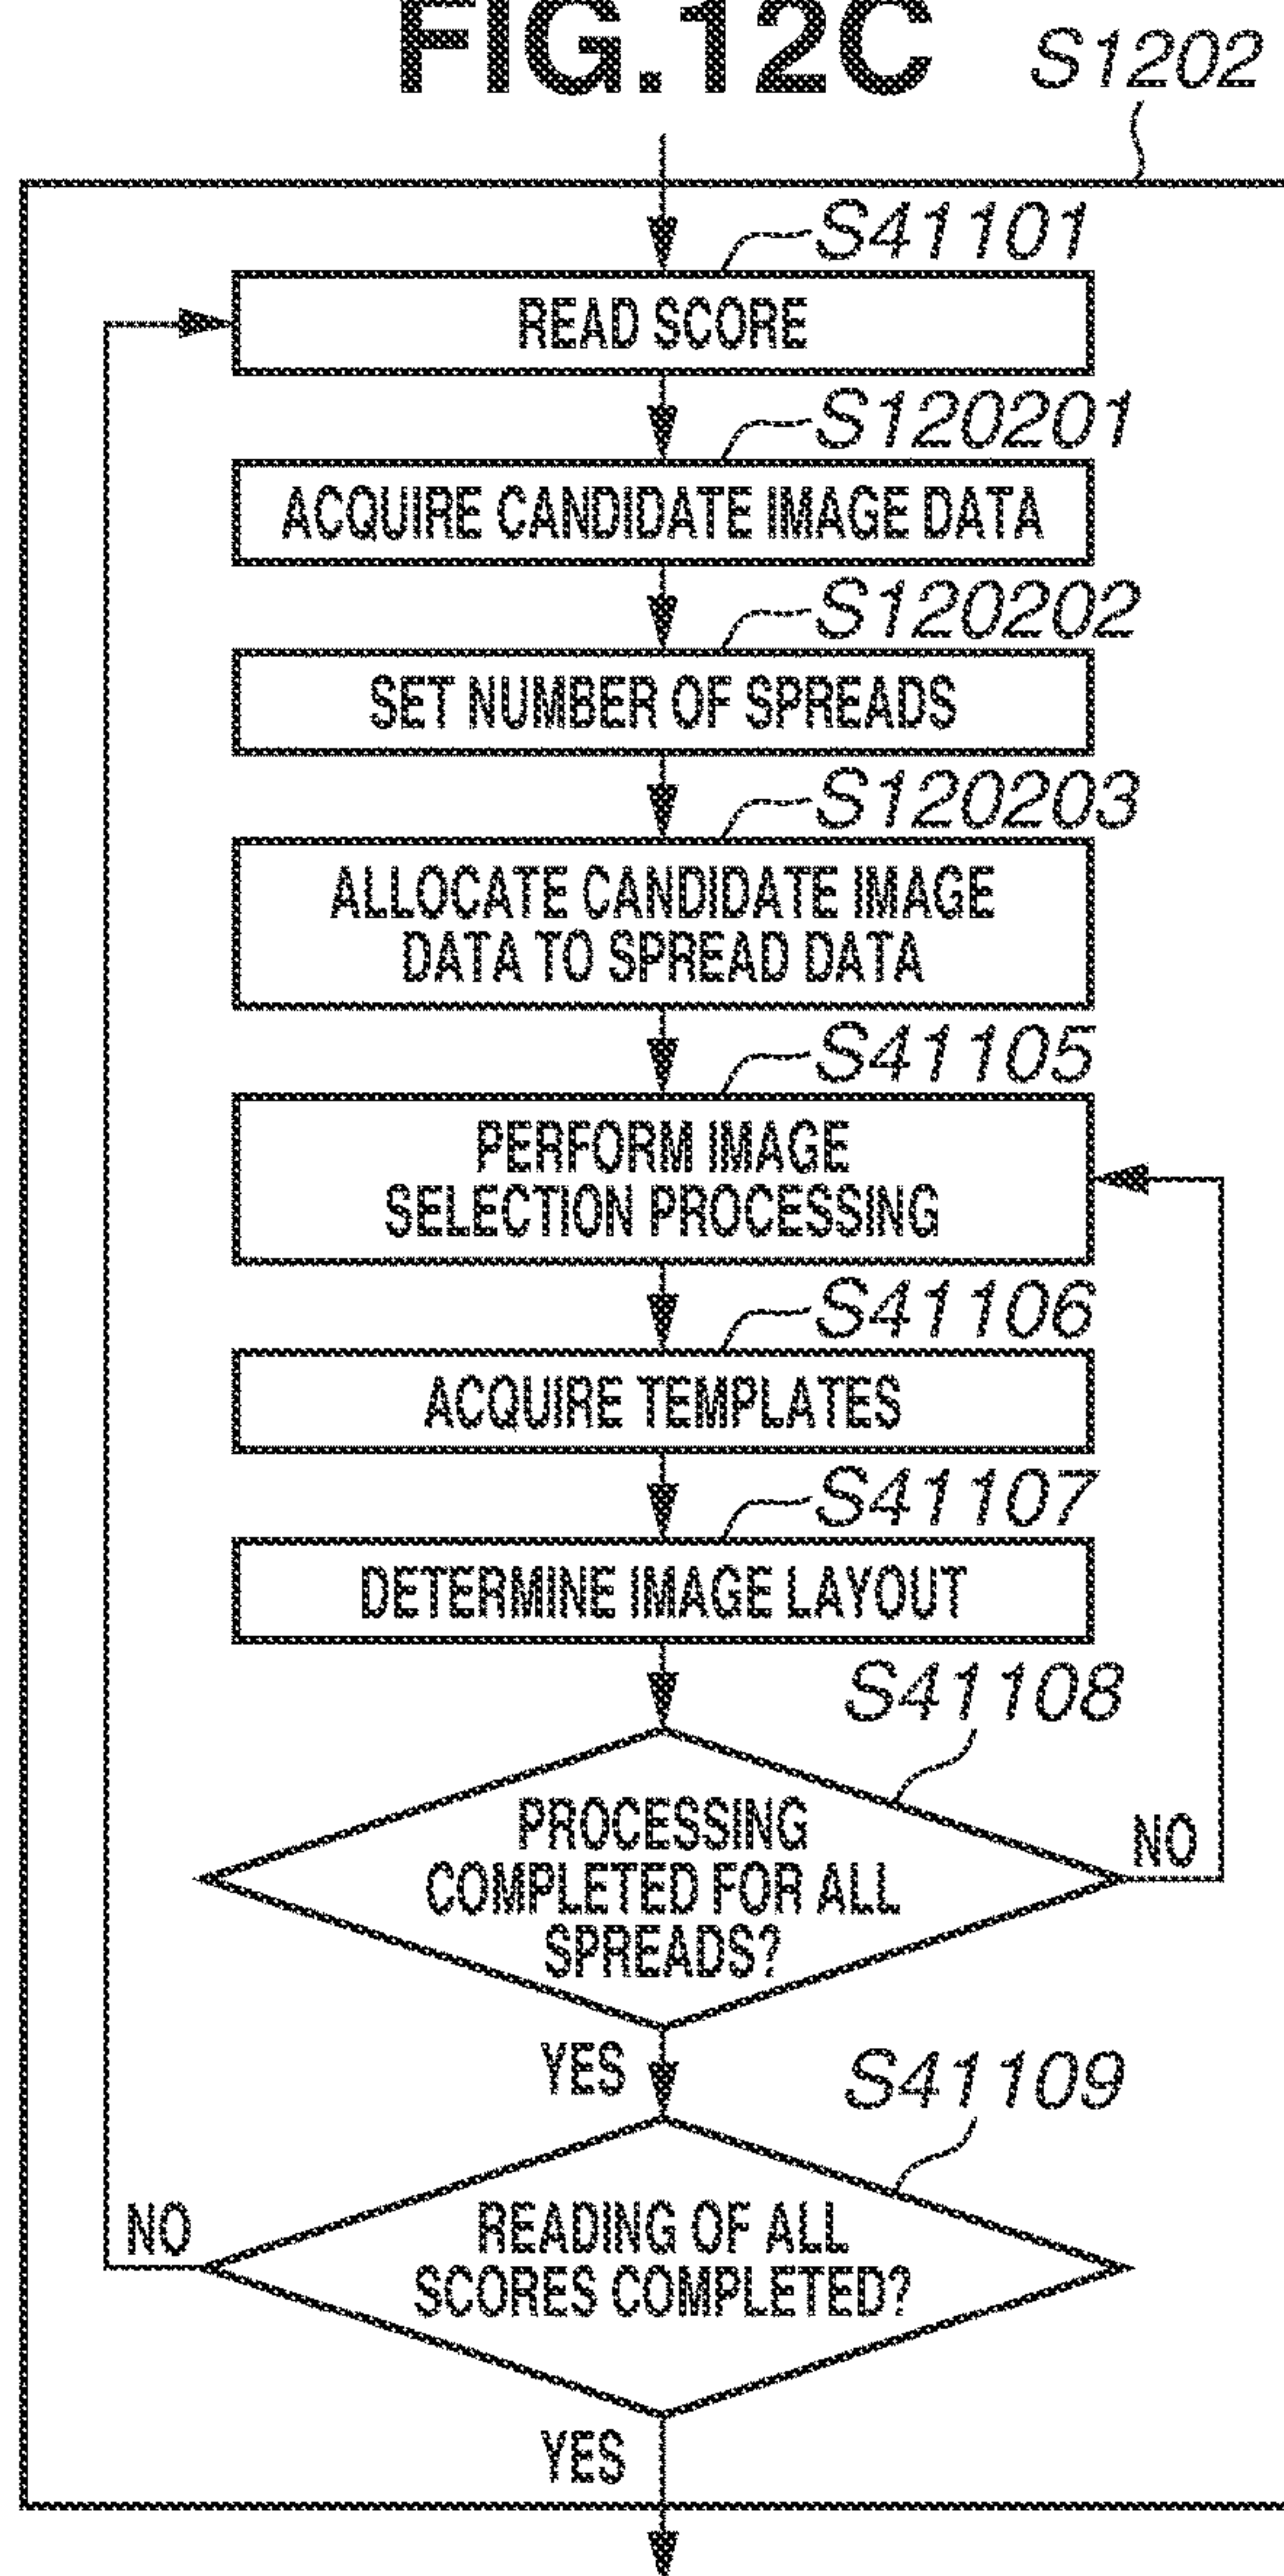 FIG.12C
S1202
S41101
READ SCORE
S120201
ACQUIRE CANDIDATE IMAGE DATA
S120202
SET NUMBER OF SPREADS
S120203
ALLOCATE CANDIDATE IMAGE
DATA TO SPREAD DATA
S41105
PERFORM IMAGE
SELECTION PROCESSING
S41106
ACQUIRE TEMPLATES
S41107
DETERMINE IMAGE LAYOUT
S41108
PROCESSING
COMPLETED FOR ALL
SPREADS?
NO
YES
S41109
READING OF ALL
SCORES COMPLETED?
NO
YES